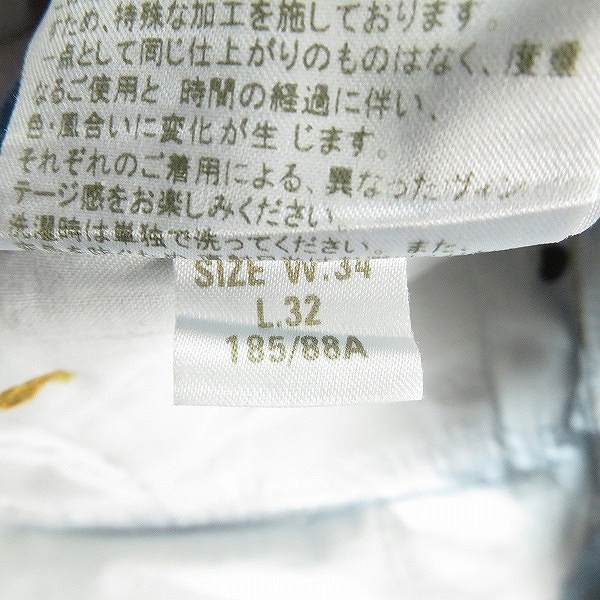 ため、特殊な加工を施しております。
一点として同じ仕上がりのものはなく、度重
なるご使用と 時間の経過に伴い、
色・風合いに変化が生 じます。
それぞれのご着用による、異なったヴィン
テージ感をお楽しみください。
洗濯時は単独で洗ってください。また、
SIZE W.34
L.32
185/88A